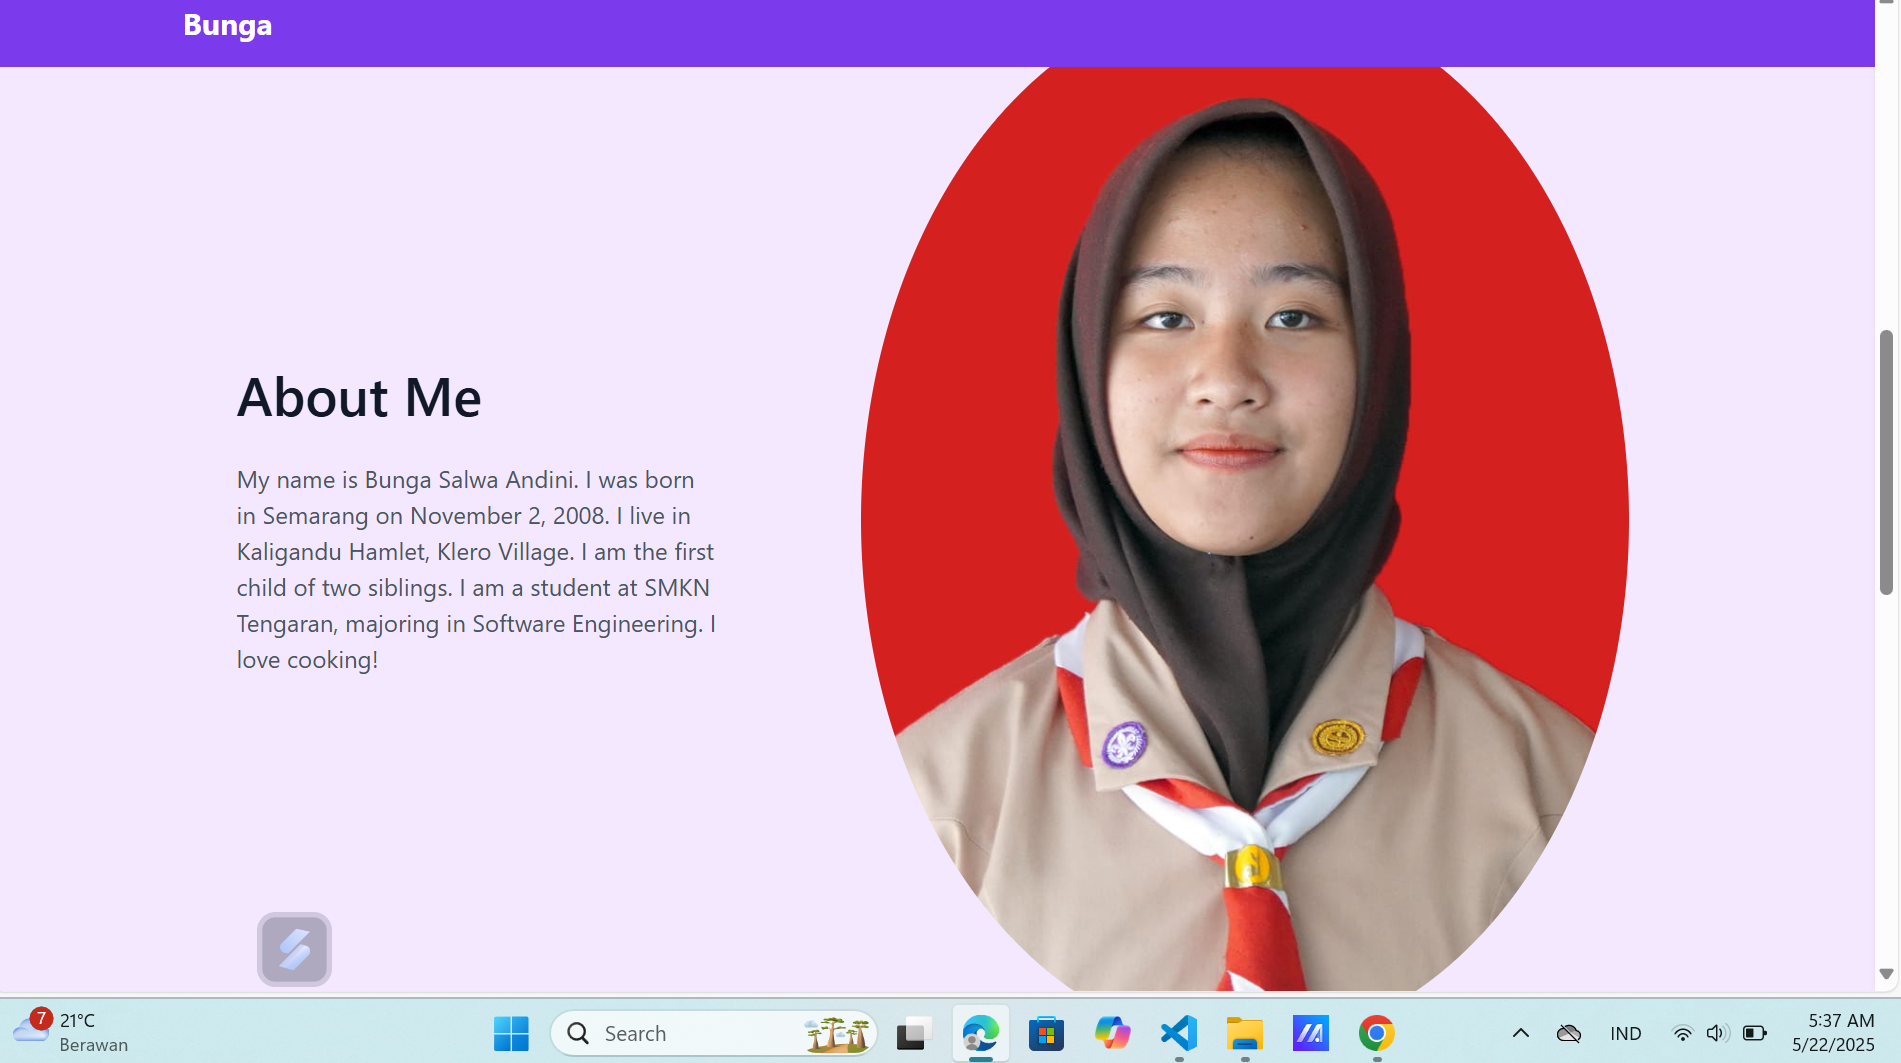 Bunga
About Me
My name is Bunga Salwa Andini. I was born
in Semarang on November 2, 2008. I live in
Kaligandu Hamlet, Klero Village. I am the first
child of two siblings. I am a student at SMKN
Tengaran, majoring in Software Engineering. I
love cooking!
7
21°C
Berawan
Search
IND
5:37 AM
5/22/2025